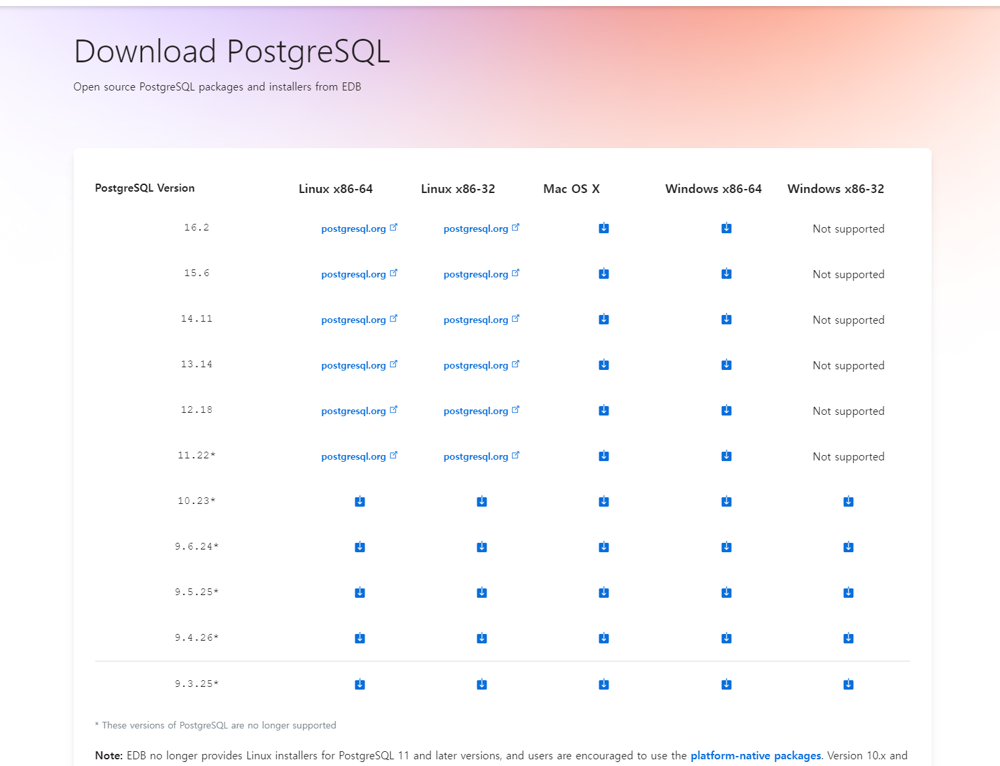 Download PostgreSQL
Open source PostgreSQL packages and installers from EDB
PostgreSQL Version Linux x86-64 Linux x86-32 Mac OS X Windows x86-64 Windows x86-32
16.2 postgresql.org postgresql.org Not supported
15.6 postgresql.org postgresql.org Not supported
14.11 postgresql.org postgresql.org Not supported
13.14 postgresql.org postgresql.org Not supported
12.18 postgresql.org postgresql.org Not supported
11.22* postgresql.org postgresql.org Not supported
10.23*
9.6.24*
9.5.25*
9.4.26*
9.3.25*
* These versions of PostgreSQL are no longer supported
Note: EDB no longer provides Linux installers for PostgreSQL 11 and later versions, and users are encouraged to use the platform-native packages. Version 10.x and